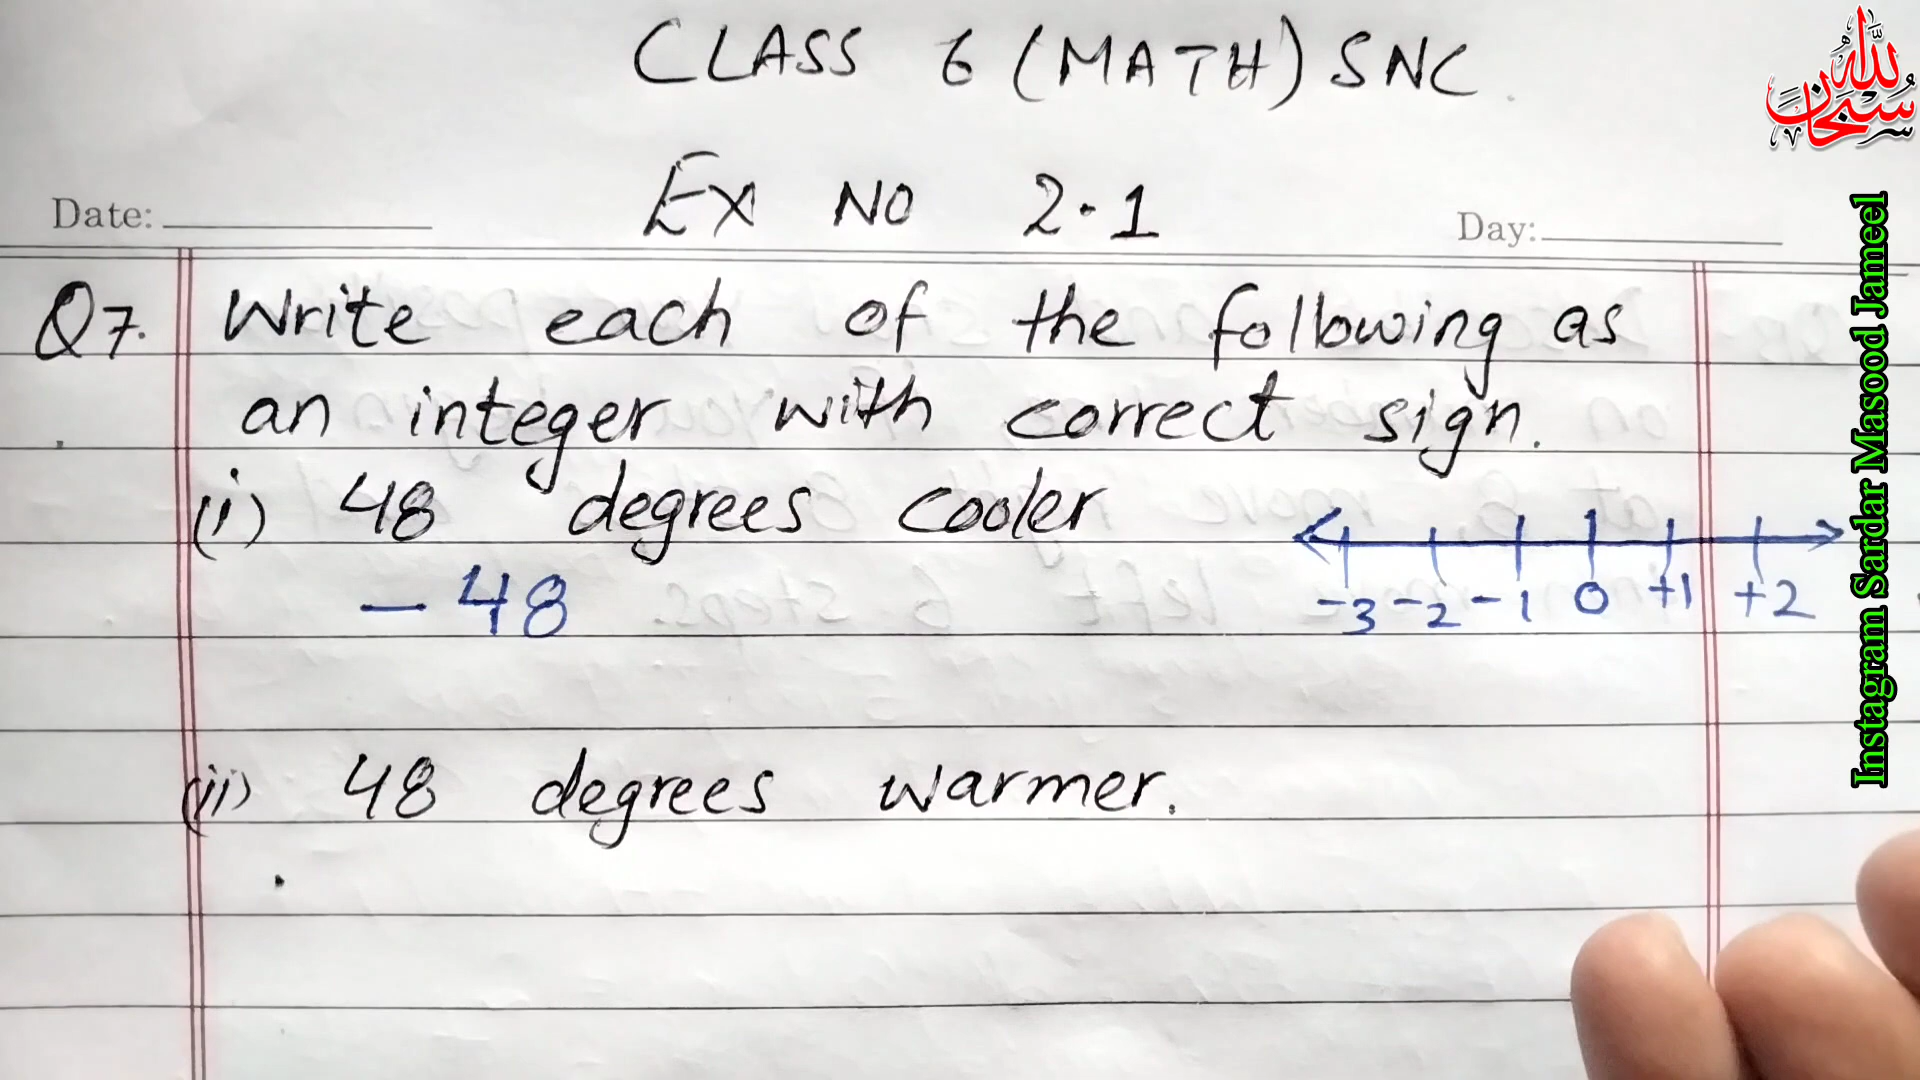 CLASS 6 (MATH) SNC
سُبْحَانَ اللّٰه
Ex No 2.1
Date:
Day:
Q7. Write each of the following as
an integer with correct sign.
(i) 48 degrees cooler
- 48
-3 -2 -1 0 +1 +2
(ii) 48 degrees warmer.
Instagram Sardar Masood Jameel